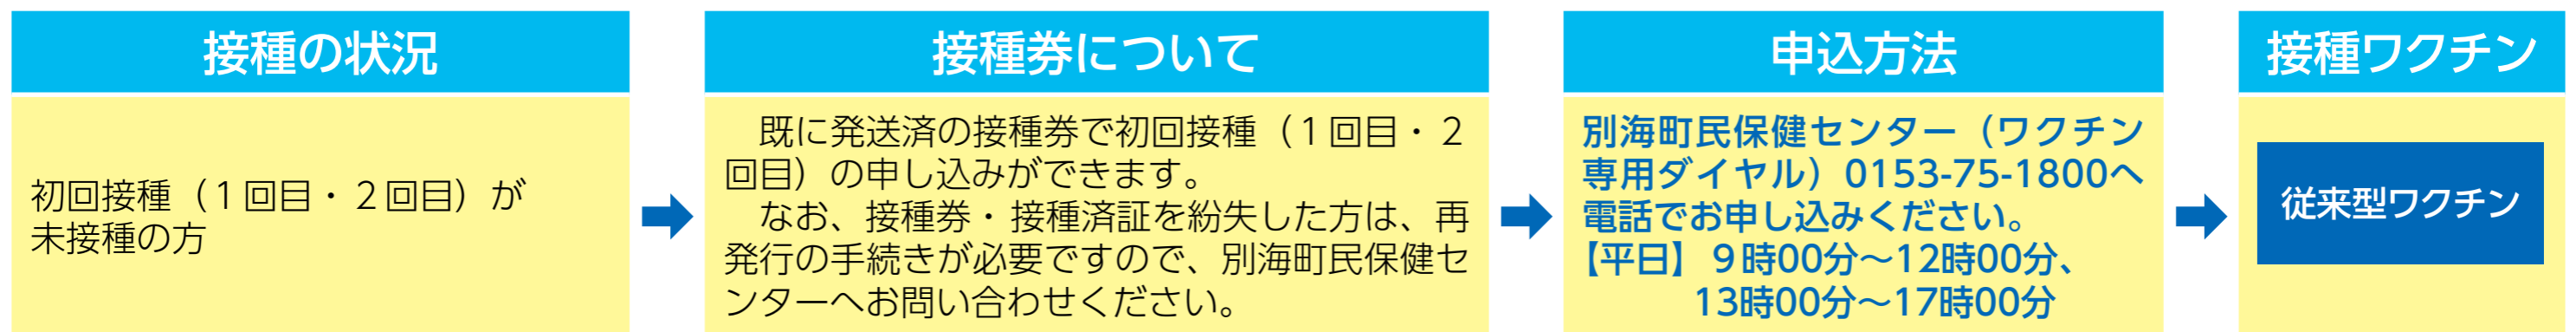 接種の状況
初回接種（１回目・２回目）が
未接種の方
接種券について
　既に発送済の接種券で初回接種（１回目・２
回目）の申し込みができます。
　なお、接種券・接種済証を紛失した方は、再
発行の手続きが必要ですので、別海町民保健セ
ンターへお問い合わせください。
申込方法
別海町民保健センター（ワクチン
専用ダイヤル）0153-75-1800へ
電話でお申し込みください。
【平日】９時00分～12時00分、
13時00分～17時00分
接種ワクチン
従来型ワクチン